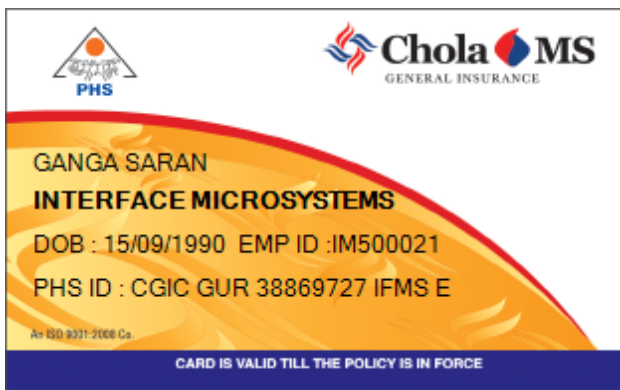 PHS
Chola MS
GENERAL INSURANCE
GANGA SARAN
INTERFACE MICROSYSTEMS
DOB : 15/09/1990 EMP ID :IM500021
PHS ID : CGIC GUR 38869727 IFMS E
An ISO 9001:2008 Co.
CARD IS VALID TILL THE POLICY IS IN FORCE